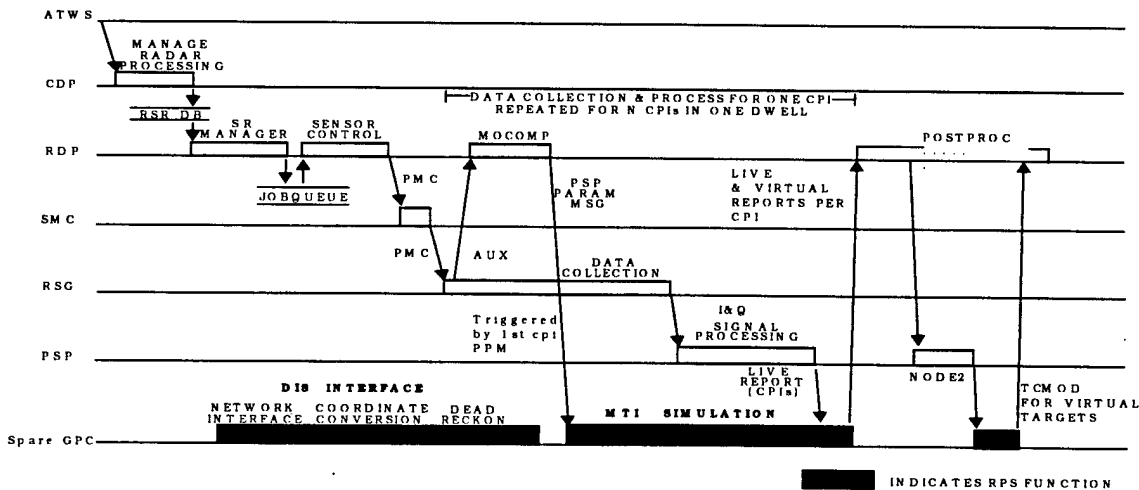 ATWS
MANAGE
RADAR
PROCESSING
CDP
DATA COLLECTION & PROCESS FOR ONE CPI
REPEATED FOR N CPIs IN ONE DWELL
RSR DB
SR
MANAGER
SENSOR
CONTROL
MOCOMP
POSTPROC
RDP
.....
JOBQUEUE
PMC
PSP
PARAM
MSG
LIVE
& VIRTUAL
REPORTS PER
CPI
SMC
PMC
AUX
DATA
COLLECTION
RSG
Triggered
by 1st cpi
PPM
I&Q
SIGNAL
PROCESSING
PSP
LIVE
REPORT
(CPIs)
NODE2
DIS INTERFACE
NETWORK
INTERFACE
COORDINATE
CONVERSION
DEAD
RECKON
MTI SIMULATION
TCMOD
FOR VIRTUAL
TARGETS
Spare GPC
INDICATES RPS FUNCTION